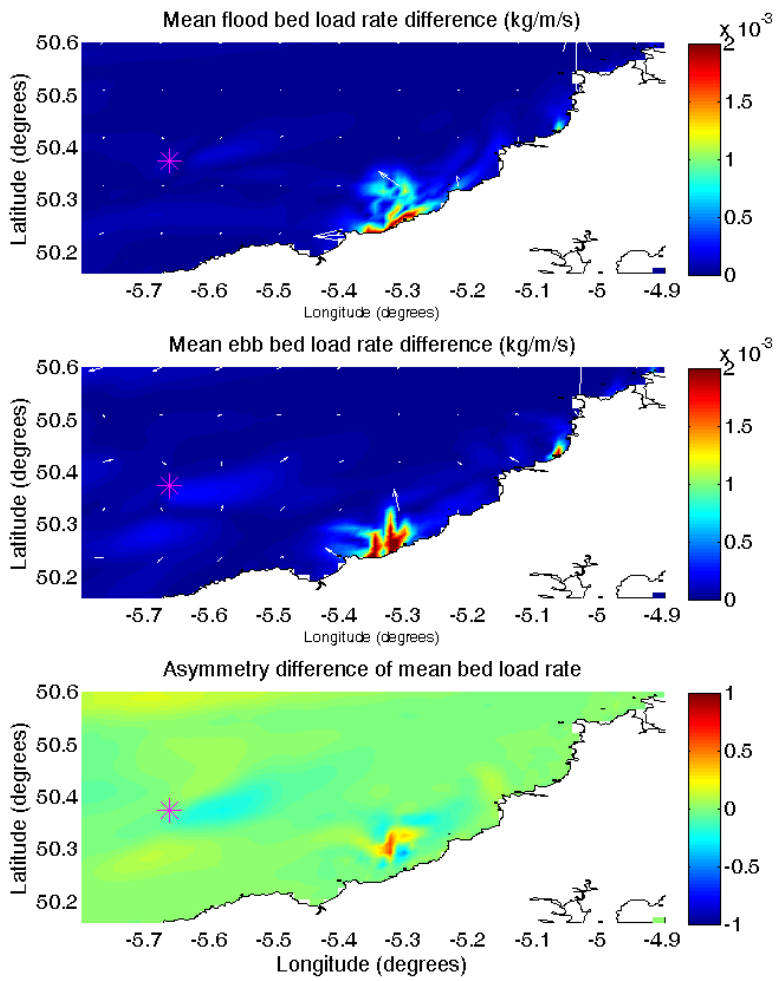 Mean flood bed load rate difference (kg/m/s)
x 10-3
50.6
50.5
50.4
50.3
50.2
Latitude (degrees)
2
1.5
1
0.5
0
-5.7 -5.6 -5.5 -5.4 -5.3 -5.2 -5.1 -5 -4.9
Longitude (degrees)
Mean ebb bed load rate difference (kg/m/s)
x 10-3
50.6
50.5
50.4
50.3
50.2
Latitude (degrees)
2
1.5
1
0.5
0
-5.7 -5.6 -5.5 -5.4 -5.3 -5.2 -5.1 -5 -4.9
Longitude (degrees)
Asymmetry difference of mean bed load rate
50.6
50.5
50.4
50.3
50.2
Latitude (degrees)
1
0.5
0
-0.5
-1
-5.7 -5.6 -5.5 -5.4 -5.3 -5.2 -5.1 -5 -4.9
Longitude (degrees)